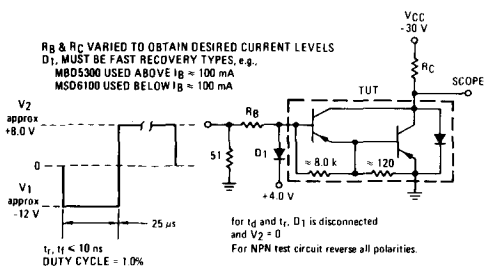 RB & RC VARIED TO OBTAIN DESIRED CURRENT LEVELS
D1, MUST BE FAST RECOVERY TYPES, e.g.,
MBD5300 USED ABOVE IB ≈ 100 mA
MSD6100 USED BELOW IB ≈ 100 mA
VCC
-30 V
RC
SCOPE
TUT
V2
approx
+8.0 V
0
V1
approx
-12 V
25 μs
tr, tf ≤ 10 ns
DUTY CYCLE = 1.0%
51
RB
D1
+4.0 V
≈ 8.0 k
≈ 120
for td and tr, D1 is disconnected
and V2 = 0
For NPN test circuit reverse all polarities.